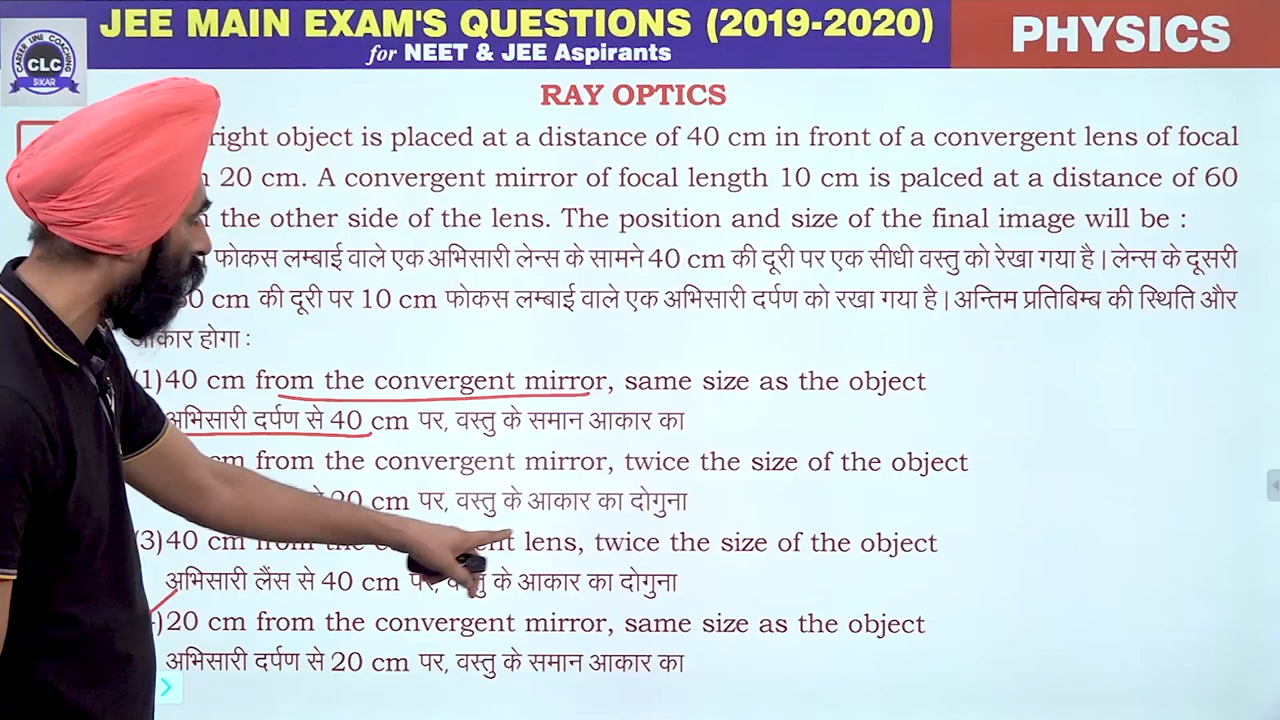 JEE MAIN EXAM'S QUESTIONS (2019-2020)
for NEET & JEE Aspirants
PHYSICS
CAREER LINE COACHING
CLC
SIKAR
RAY OPTICS
right object is placed at a distance of 40 cm in front of a convergent lens of focal
20 cm. A convergent mirror of focal length 10 cm is palced at a distance of 60
the other side of the lens. The position and size of the final image will be :
फोकस लम्बाई वाले एक अभिसारी लेन्स के सामने 40 cm की दूरी पर एक सीधी वस्तु को रेखा गया है। लेन्स के दूसरी
cm की दूरी पर 10 cm फोकस लम्बाई वाले एक अभिसारी दर्पण को रखा गया है। अन्तिम प्रतिबिम्ब की स्थिति और
आकार होगा :
(1) 40 cm from the convergent mirror, same size as the object
अभिसारी दर्पण से 40 cm पर, वस्तु के समान आकार का
cm from the convergent mirror, twice the size of the object
20 cm पर, वस्तु के आकार का दोगुना
(3) 40 cm from the lens, twice the size of the object
अभिसारी लैंस से 40 cm के आकार का दोगुना
20 cm from the convergent mirror, same size as the object
अभिसारी दर्पण से 20 cm पर, वस्तु के समान आकार का